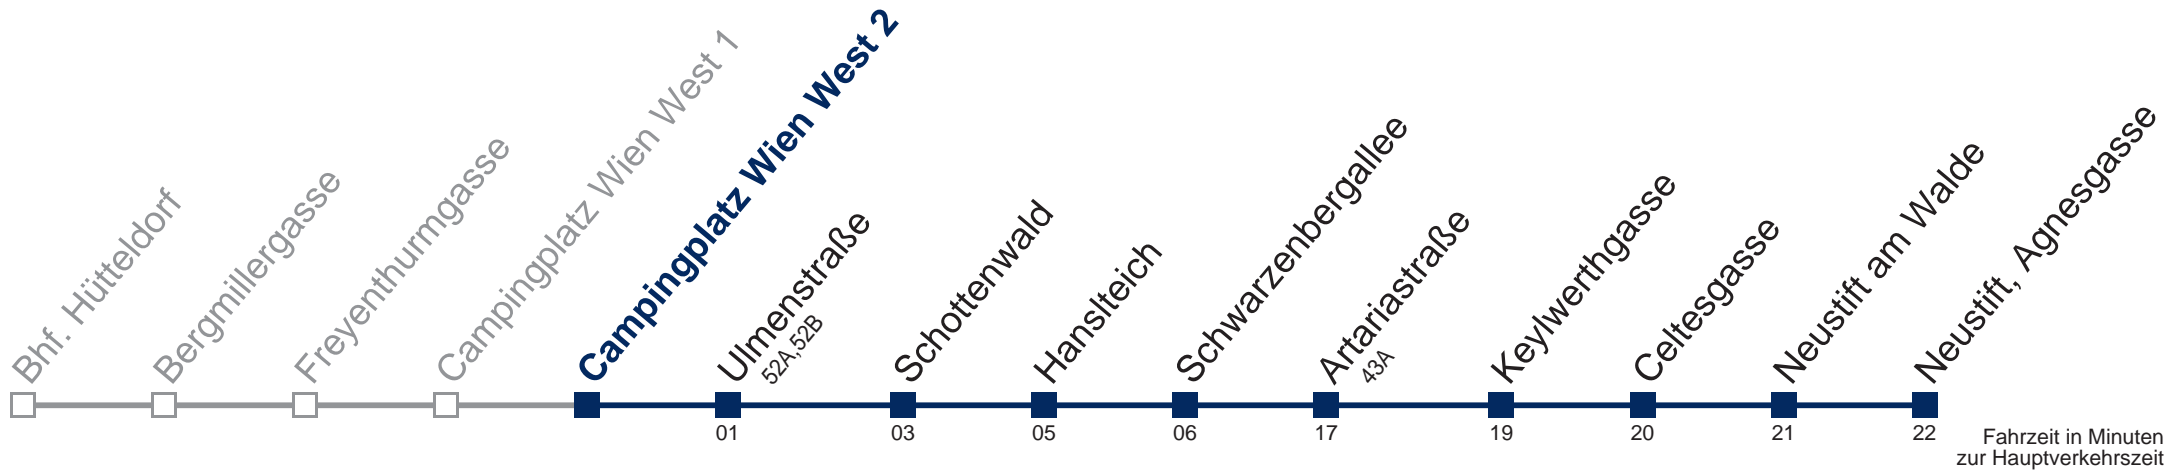 Bhf. Hütteldorf
Bergmillergasse
Freyenthurmgasse
Campingplatz Wien West 1
Campingplatz Wien West 2
Ulmenstraße
52A,52B
Schottenwald
Hanslteich
Schwarzenbergallee
Artariastraße
43A
Keylwerthgasse
Celtesgasse
Neustift am Walde
Neustift, Agnesgasse
01
03
05
06
17
19
20
21
22
Fahrzeit in Minuten
zur Hauptverkehrszeit